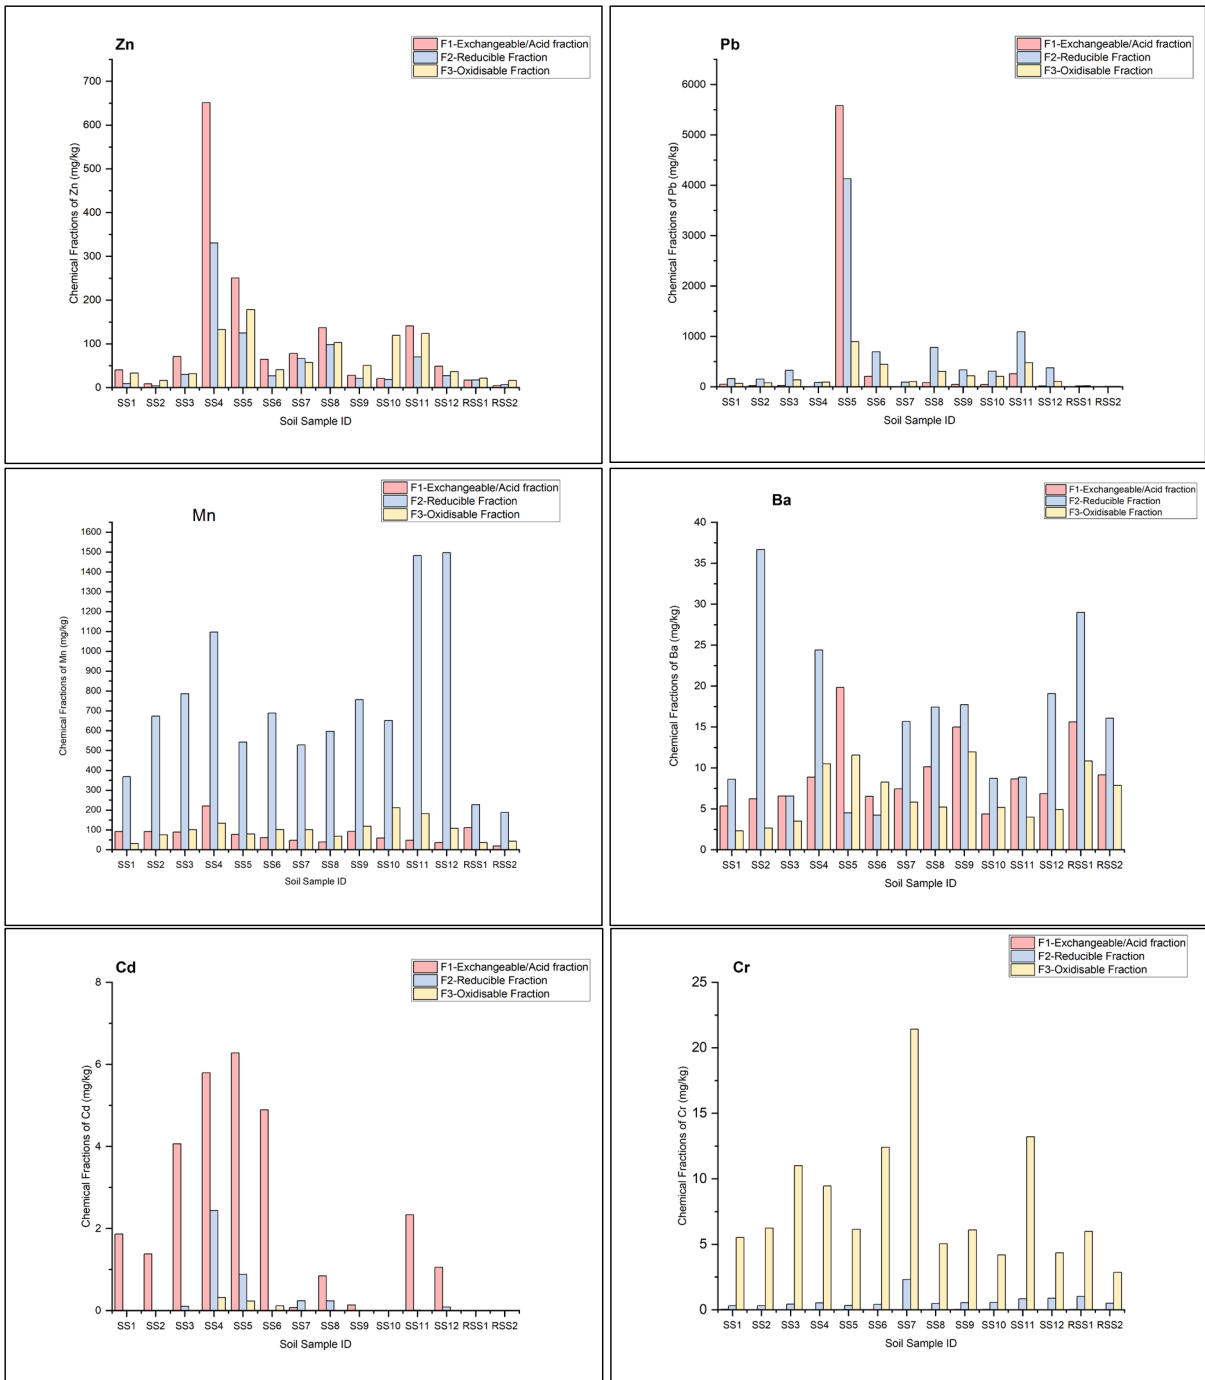 Zn
F1-Exchangeable/Acid fraction
F2-Reducible Fraction
F3-Oxidisable Fraction
700
600
500
400
300
200
100
0
Chemical Fractions of Zn (mg/kg)
SS1 SS2 SS3 SS4 SS5 SS6 SS7 SS8 SS9 SS10 SS11 SS12 RSS1 RSS2
Soil Sample ID
Pb
F1-Exchangeable/Acid fraction
F2-Reducible Fraction
F3-Oxidisable Fraction
6000
5000
4000
3000
2000
1000
0
Chemical Fractions of Pb (mg/kg)
SS1 SS2 SS3 SS4 SS5 SS6 SS7 SS8 SS9 SS10 SS11 SS12 RSS1 RSS2
Soil Sample ID
Mn
F1-Exchangeable/Acid fraction
F2-Reducible Fraction
F3-Oxidisable Fraction
1600
1500
1400
1300
1200
1100
1000
900
800
700
600
500
400
300
200
100
0
Chemical Fractions of Mn (mg/kg)
SS1 SS2 SS3 SS4 SS5 SS6 SS7 SS8 SS9 SS10 SS11 SS12 RSS1 RSS2
Soil Sample ID
Ba
F1-Exchangeable/Acid fraction
F2-Reducible Fraction
F3-Oxidisable Fraction
40
35
30
25
20
15
10
5
0
Chemical Fractions of Ba (mg/kg)
SS1 SS2 SS3 SS4 SS5 SS6 SS7 SS8 SS9 SS10 SS11 SS12 RSS1 RSS2
Soil Sample ID
Cd
F1-Exchangeable/Acid fraction
F2-Reducible Fraction
F3-Oxidisable Fraction
8
6
4
2
0
Chemical Fractions of Cd (mg/kg)
SS1 SS2 SS3 SS4 SS5 SS6 SS7 SS8 SS9 SS10 SS11 SS12 RSS1 RSS2
Soil Sample ID
Cr
F1-Exchangeable/Acid fraction
F2-Reducible Fraction
F3-Oxidisable Fraction
25
20
15
10
5
0
Chemical Fractions of Cr (mg/kg)
SS1 SS2 SS3 SS4 SS5 SS6 SS7 SS8 SS9 SS10 SS11 SS12 RSS1 RSS2
Soil Sample ID